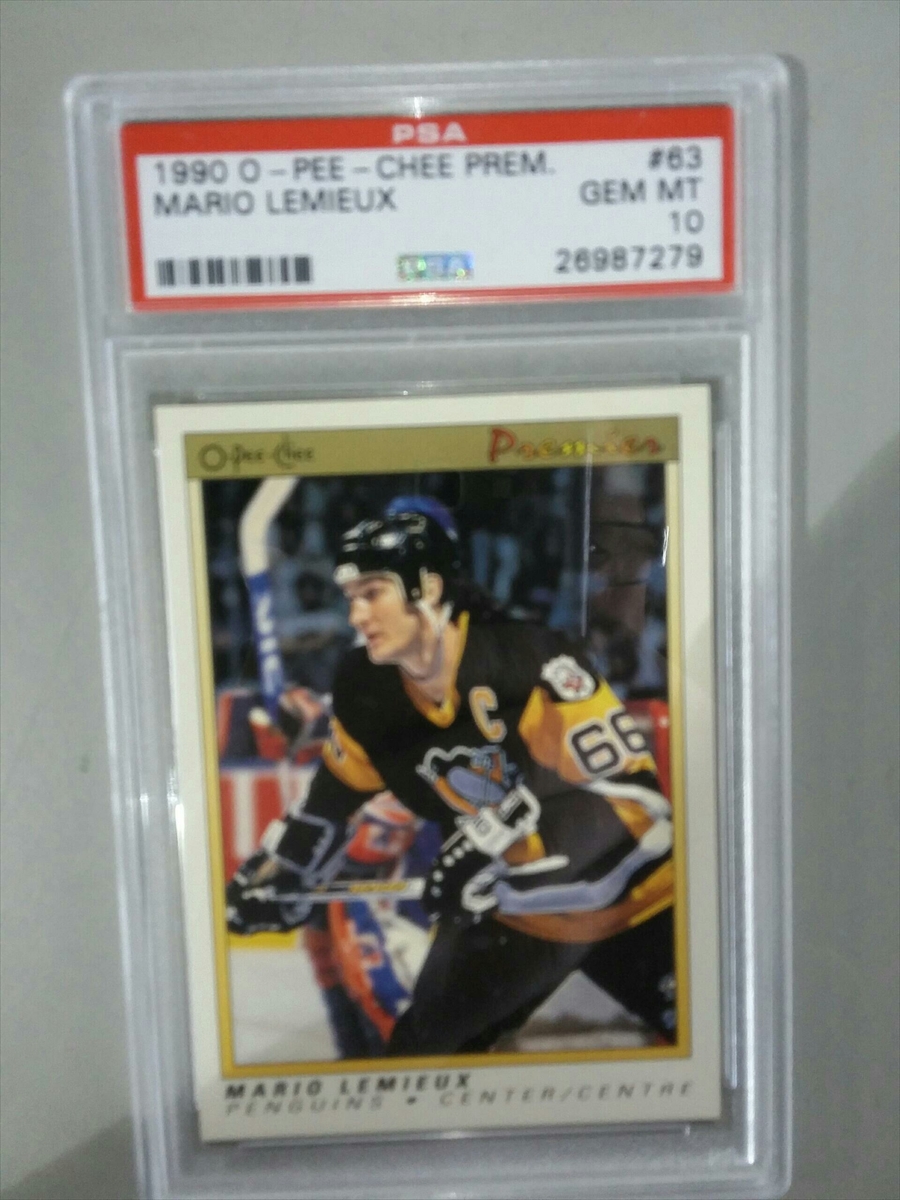 PSA
1990 O-PEE-CHEE PREM. #63
MARIO LEMIEUX GEM MT
10
26987279
PSA
O-Pee-Chee Premier
C
66
MARIO LEMIEUX
PENGUINS • CENTER/CENTRE